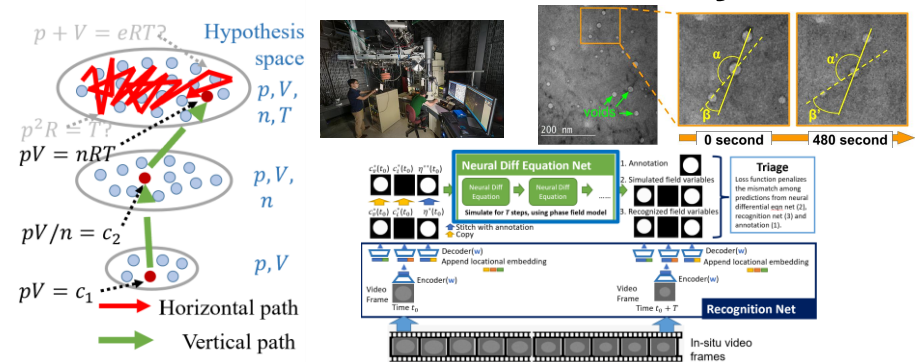 p + V = eRT?
Hypothesis
space
p, V,
n, T
p²R = T?
pV = nRT
p, V,
n
pV/n = c₂
p, V
pV = c₁
Horizontal path
Vertical path
VOIDS
200 nm
α
β
α'
β'
0 second
480 second
Neural Diff Equation Net
Neural Diff
Equation
Neural Diff
Equation
......
Simulate for T steps, using phase field model
Stitch with annotation
Copy
1. Annotation
2. Simulated field variables
3. Recognized field variables
Triage
Loss function penalizes
the mismatch among
predictions from neural
differential eqn net (2),
recognition net (3) and
annotation (1).
Decoder(w)
Append locational embedding
Encoder(w)
Video
Frame
Time t₀
Decoder(w)
Append locational embedding
Encoder(w)
Video
Frame
Time t₀ + T
Recognition Net
In-situ video
frames